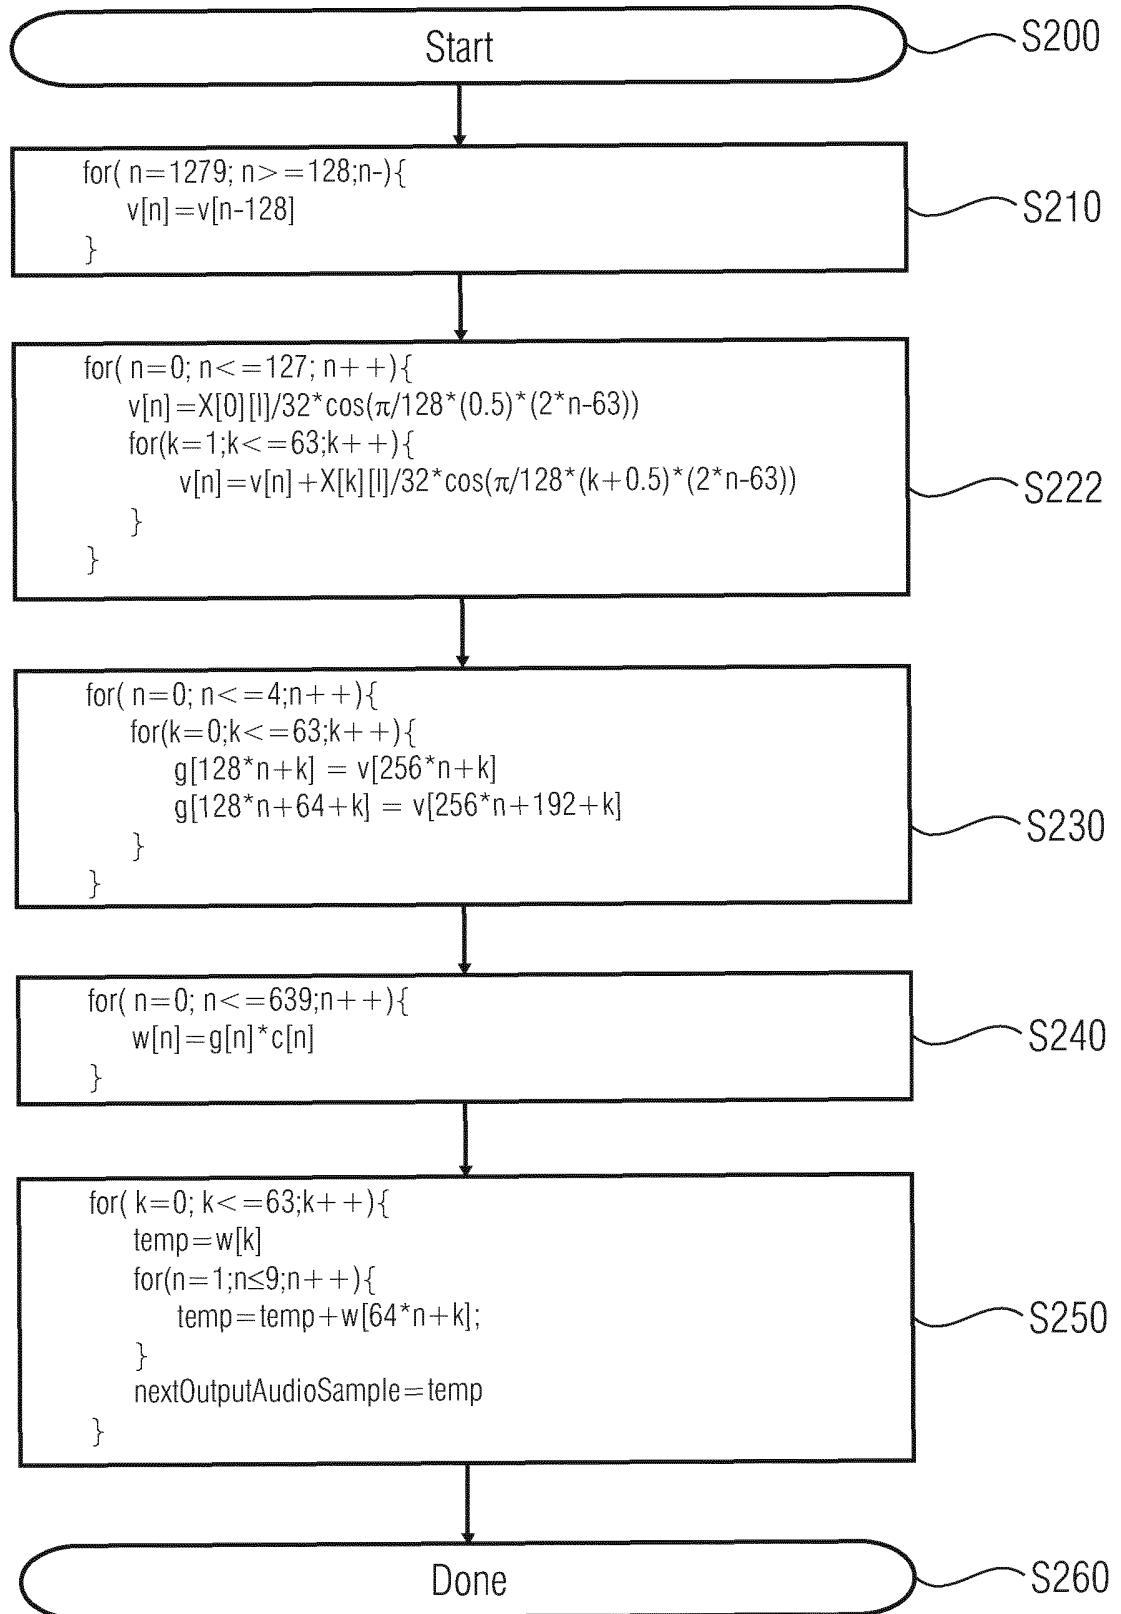 Start
S200
for( n=1279; n>=128;n-){
v[n]=v[n-128]
}
S210
for( n=0; n<=127; n++){
v[n]=X[0][l]/32*cos(π/128*(0.5)*(2*n-63))
for(k=1;k<=63;k++){
v[n]=v[n]+X[k][l]/32*cos(π/128*(k+0.5)*(2*n-63))
}
}
S222
for( n=0; n<=4;n++){
for(k=0;k<=63;k++){
g[128*n+k] = v[256*n+k]
g[128*n+64+k] = v[256*n+192+k]
}
}
S230
for( n=0; n<=639;n++){
w[n]=g[n]*c[n]
}
S240
for( k=0; k<=63;k++){
temp=w[k]
for(n=1;n≤9;n++){
temp=temp+w[64*n+k];
}
nextOutputAudioSample=temp
}
S250
Done
S260